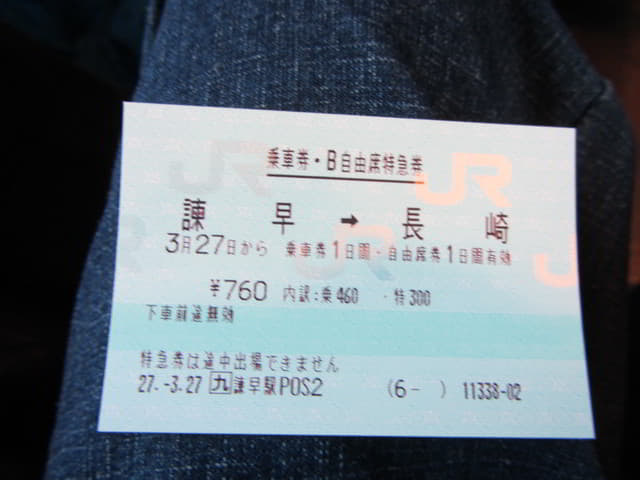 乗車券・B自由席特急券
諫早→長崎
3月27日から 乗車券1日間・自由席券1日間有効
¥760 内訳:乗460 ・特300
下車前途無効
特急券は途中出場できません
27.-3.27 九諫早駅POS2 (6- ) 11338-02
JR
JR
JR
JR